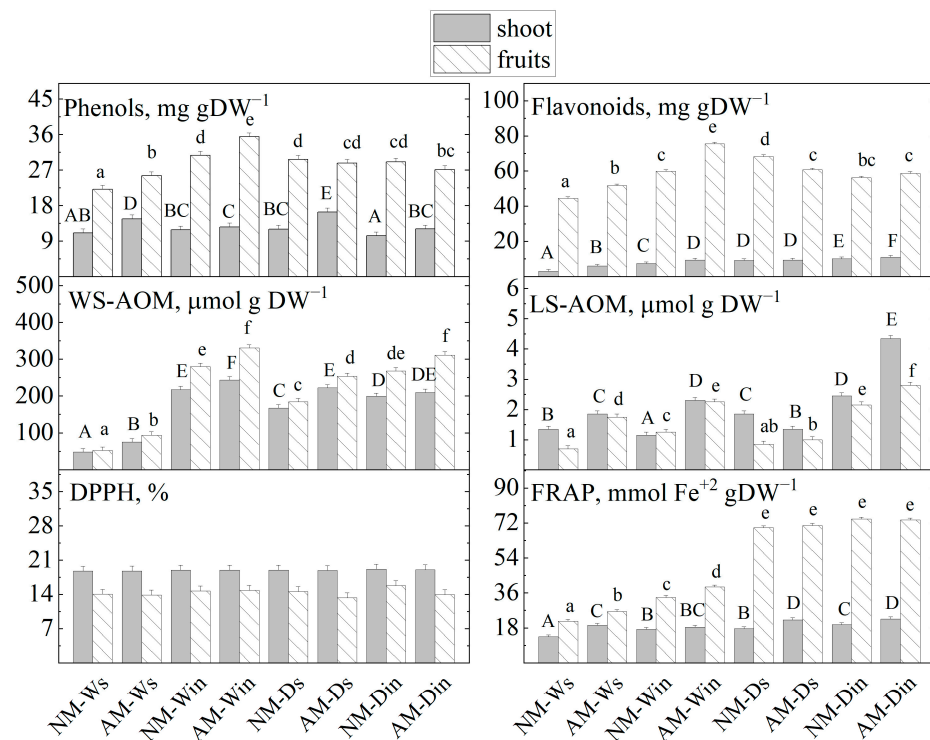 shoot
fruits
Phenols, mg gDW⁻¹
45
36
27
18
9
AB a D b BC d C e BC d E cd A cd BC bc
Flavonoids, mg gDW⁻¹
100
80
60
40
20
A a B b C c D e D d D c E bc F c
WS-AOM, μmol g DW⁻¹
500
400
300
200
100
A a B b E e F f C c E d D de DE f
LS-AOM, μmol g DW⁻¹
6
5
4
3
2
1
B a C d A c D e C ab B b D e E f
DPPH, %
35
28
21
14
7
FRAP, mmol Fe⁺² gDW⁻¹
90
72
54
36
18
A a C b B c BC d B e D e C e D e
NM-Ws AM-Ws NM-Win AM-Win NM-Ds AM-Ds NM-Din AM-Din
NM-Ws AM-Ws NM-Win AM-Win NM-Ds AM-Ds NM-Din AM-Din